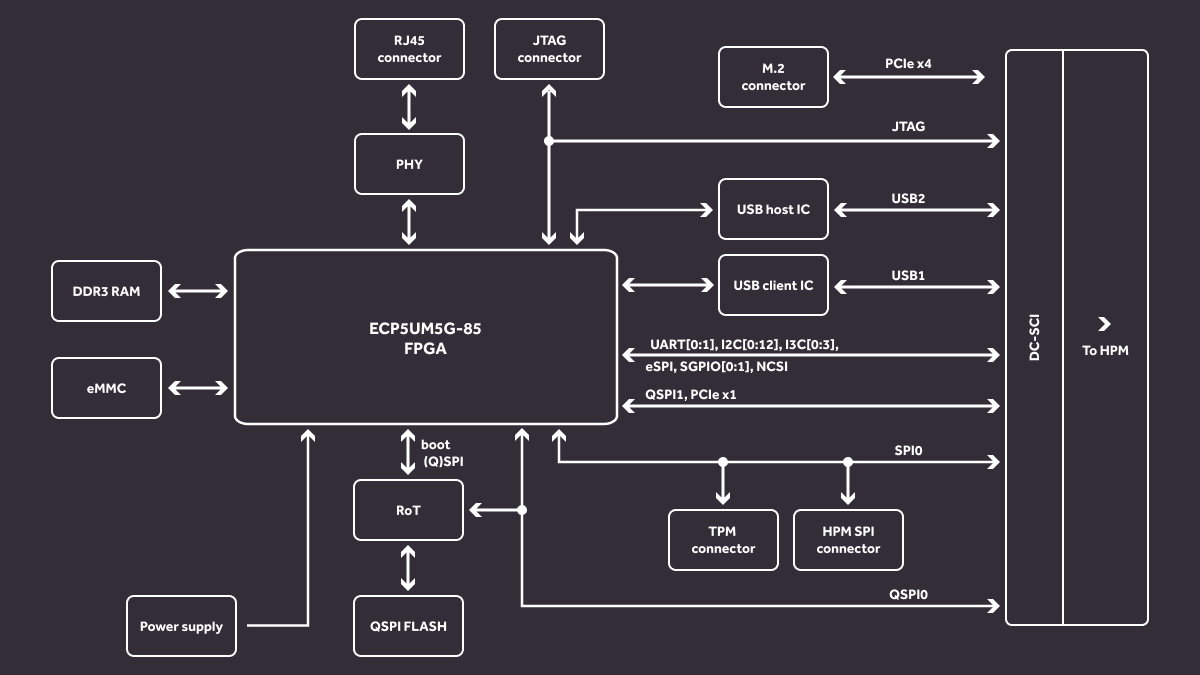 RJ45
connector
JTAG
connector
M.2
connector
PCIe x4
JTAG
PHY
USB host IC
USB2
DDR3 RAM
USB client IC
USB1
ECP5UM5G-85
FPGA
UART[0:1], I2C[0:12], I3C[0:3],
eSPI, SGPIO[0:1], NCSI
DC-SCI
To HPM
eMMC
QSPI1, PCIe x1
boot
(Q)SPI
SPI0
RoT
TPM
connector
HPM SPI
connector
QSPI0
Power supply
QSPI FLASH